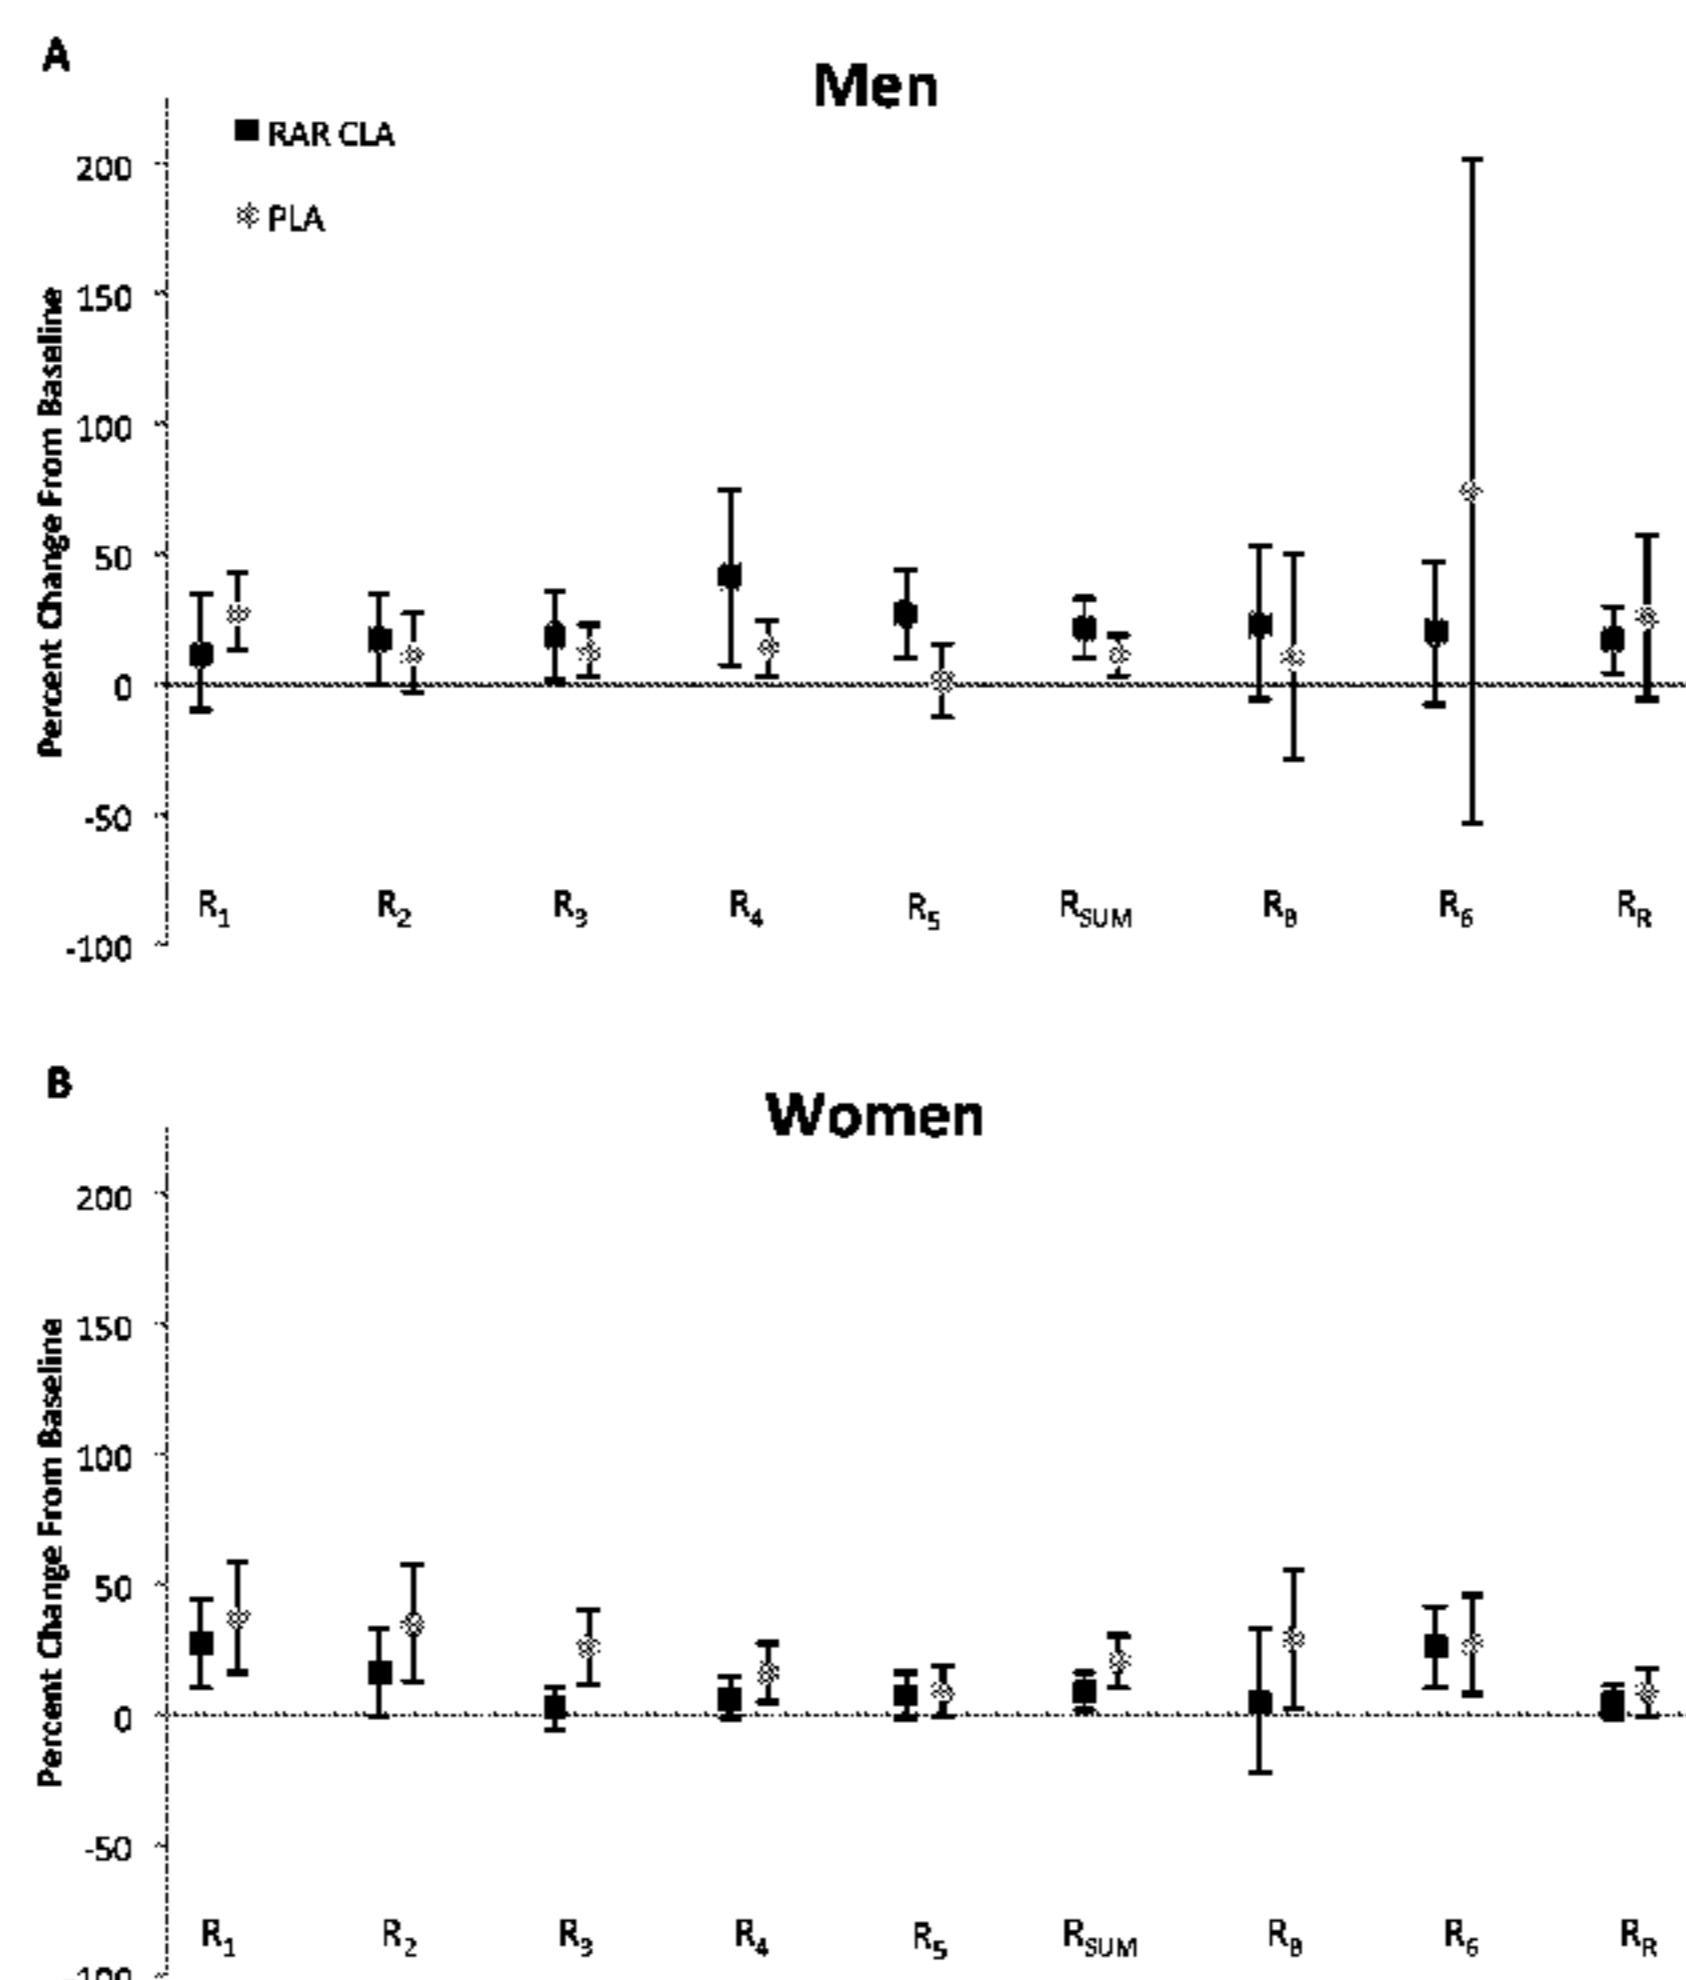 A
Men
RAR CLA
PLA
Percent Change From Baseline
200
150
100
50
0
-50
-100
R1 R2 R3 R4 R5 RSUM RB R6 RR
B
Women
Percent Change From Baseline
200
150
100
50
0
-50
-100
R1 R2 R3 R4 R5 RSUM RB R6 RR